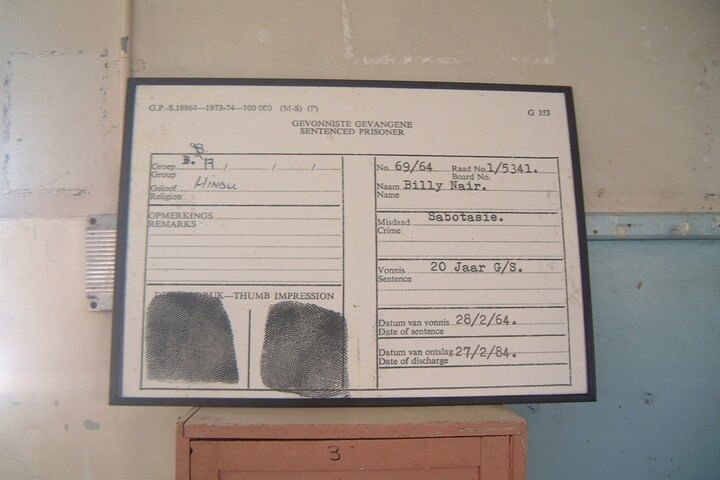 G.P.-S.18864—1973-74—100 000 (M-S) (P)
G 353
GEVONNISTE GEVANGENE
SENTENCED PRISONER
B.
Groep D. A / / / /
Group
Geloof HINDU
Religion
OPMERKINGS
REMARKS
DRUK—THUMB IMPRESSION
No. 69/64 Raad No. 1/5341.
Board No.
Naam Billy Nair.
Name
Misdaad Sabotasie.
Crime
Vonnis 20 Jaar G/S.
Sentence
Datum van vonnis 28/2/64.
Date of sentence
Datum van ontslag 27/2/84.
Date of discharge
3